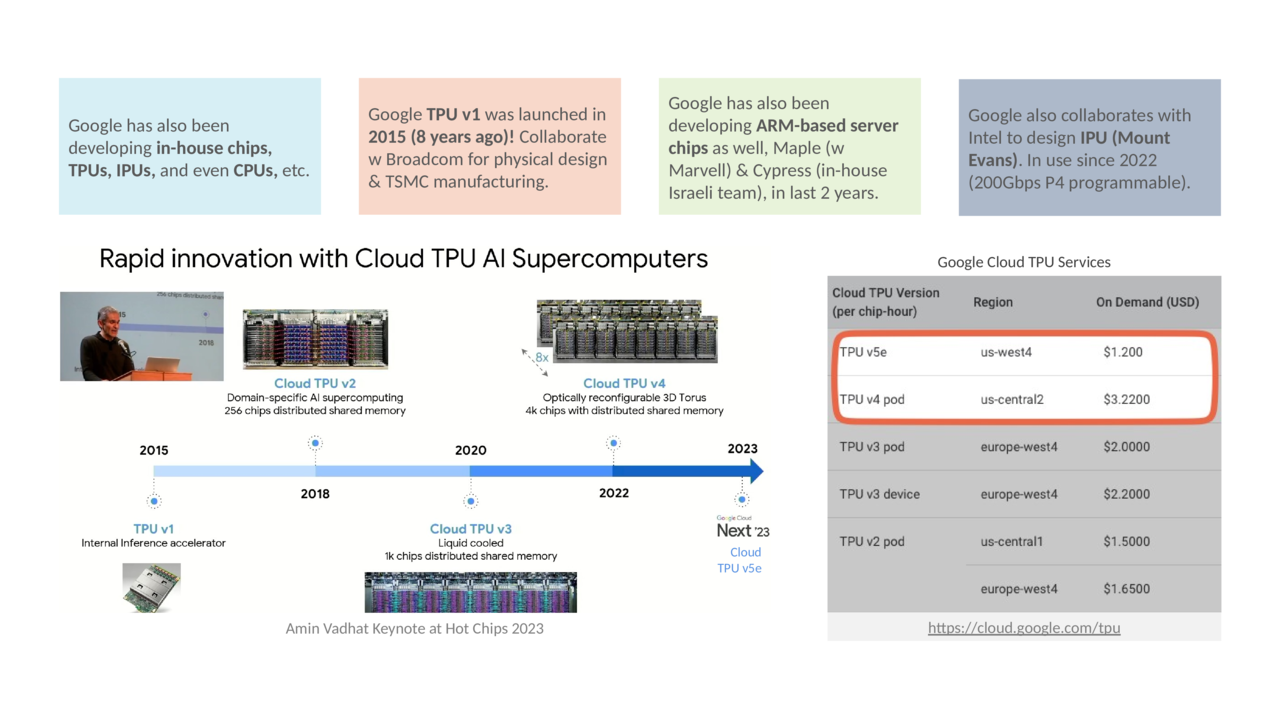 Google has also been
developing in-house chips,
TPUs, IPUs, and even CPUs, etc.
Google TPU v1 was launched in
2015 (8 years ago)! Collaborate
w Broadcom for physical design
& TSMC manufacturing.
Google has also been
developing ARM-based server
chips as well, Maple (w
Marvell) & Cypress (in-house
Israeli team), in last 2 years.
Google also collaborates with
Intel to design IPU (Mount
Evans). In use since 2022
(200Gbps P4 programmable).
Rapid innovation with Cloud TPU AI Supercomputers
256 chips distributed shar
2018
8x
Cloud TPU v2
Domain-specific AI supercomputing
256 chips distributed shared memory
Cloud TPU v4
Optically reconfigurable 3D Torus
4k chips with distributed shared memory
2015
2020
2023
2018
2022
TPU v1
Internal Inference accelerator
Cloud TPU v3
Liquid cooled
1k chips distributed shared memory
Google Cloud
Next '23
Cloud
TPU v5e
Amin Vadhat Keynote at Hot Chips 2023
Google Cloud TPU Services
Cloud TPU Version
(per chip-hour)
Region
On Demand (USD)
TPU v5e us-west4 $1.200
TPU v4 pod us-central2 $3.2200
TPU v3 pod europe-west4 $2.0000
TPU v3 device europe-west4 $2.2000
TPU v2 pod us-central1 $1.5000
europe-west4 $1.6500
https://cloud.google.com/tpu